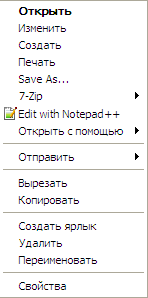 Открыть
Изменить
Создать
Печать
Save As...
7-Zip
Edit with Notepad++
Открыть с помощью
Отправить
Вырезать
Копировать
Создать ярлык
Удалить
Переименовать
Свойства